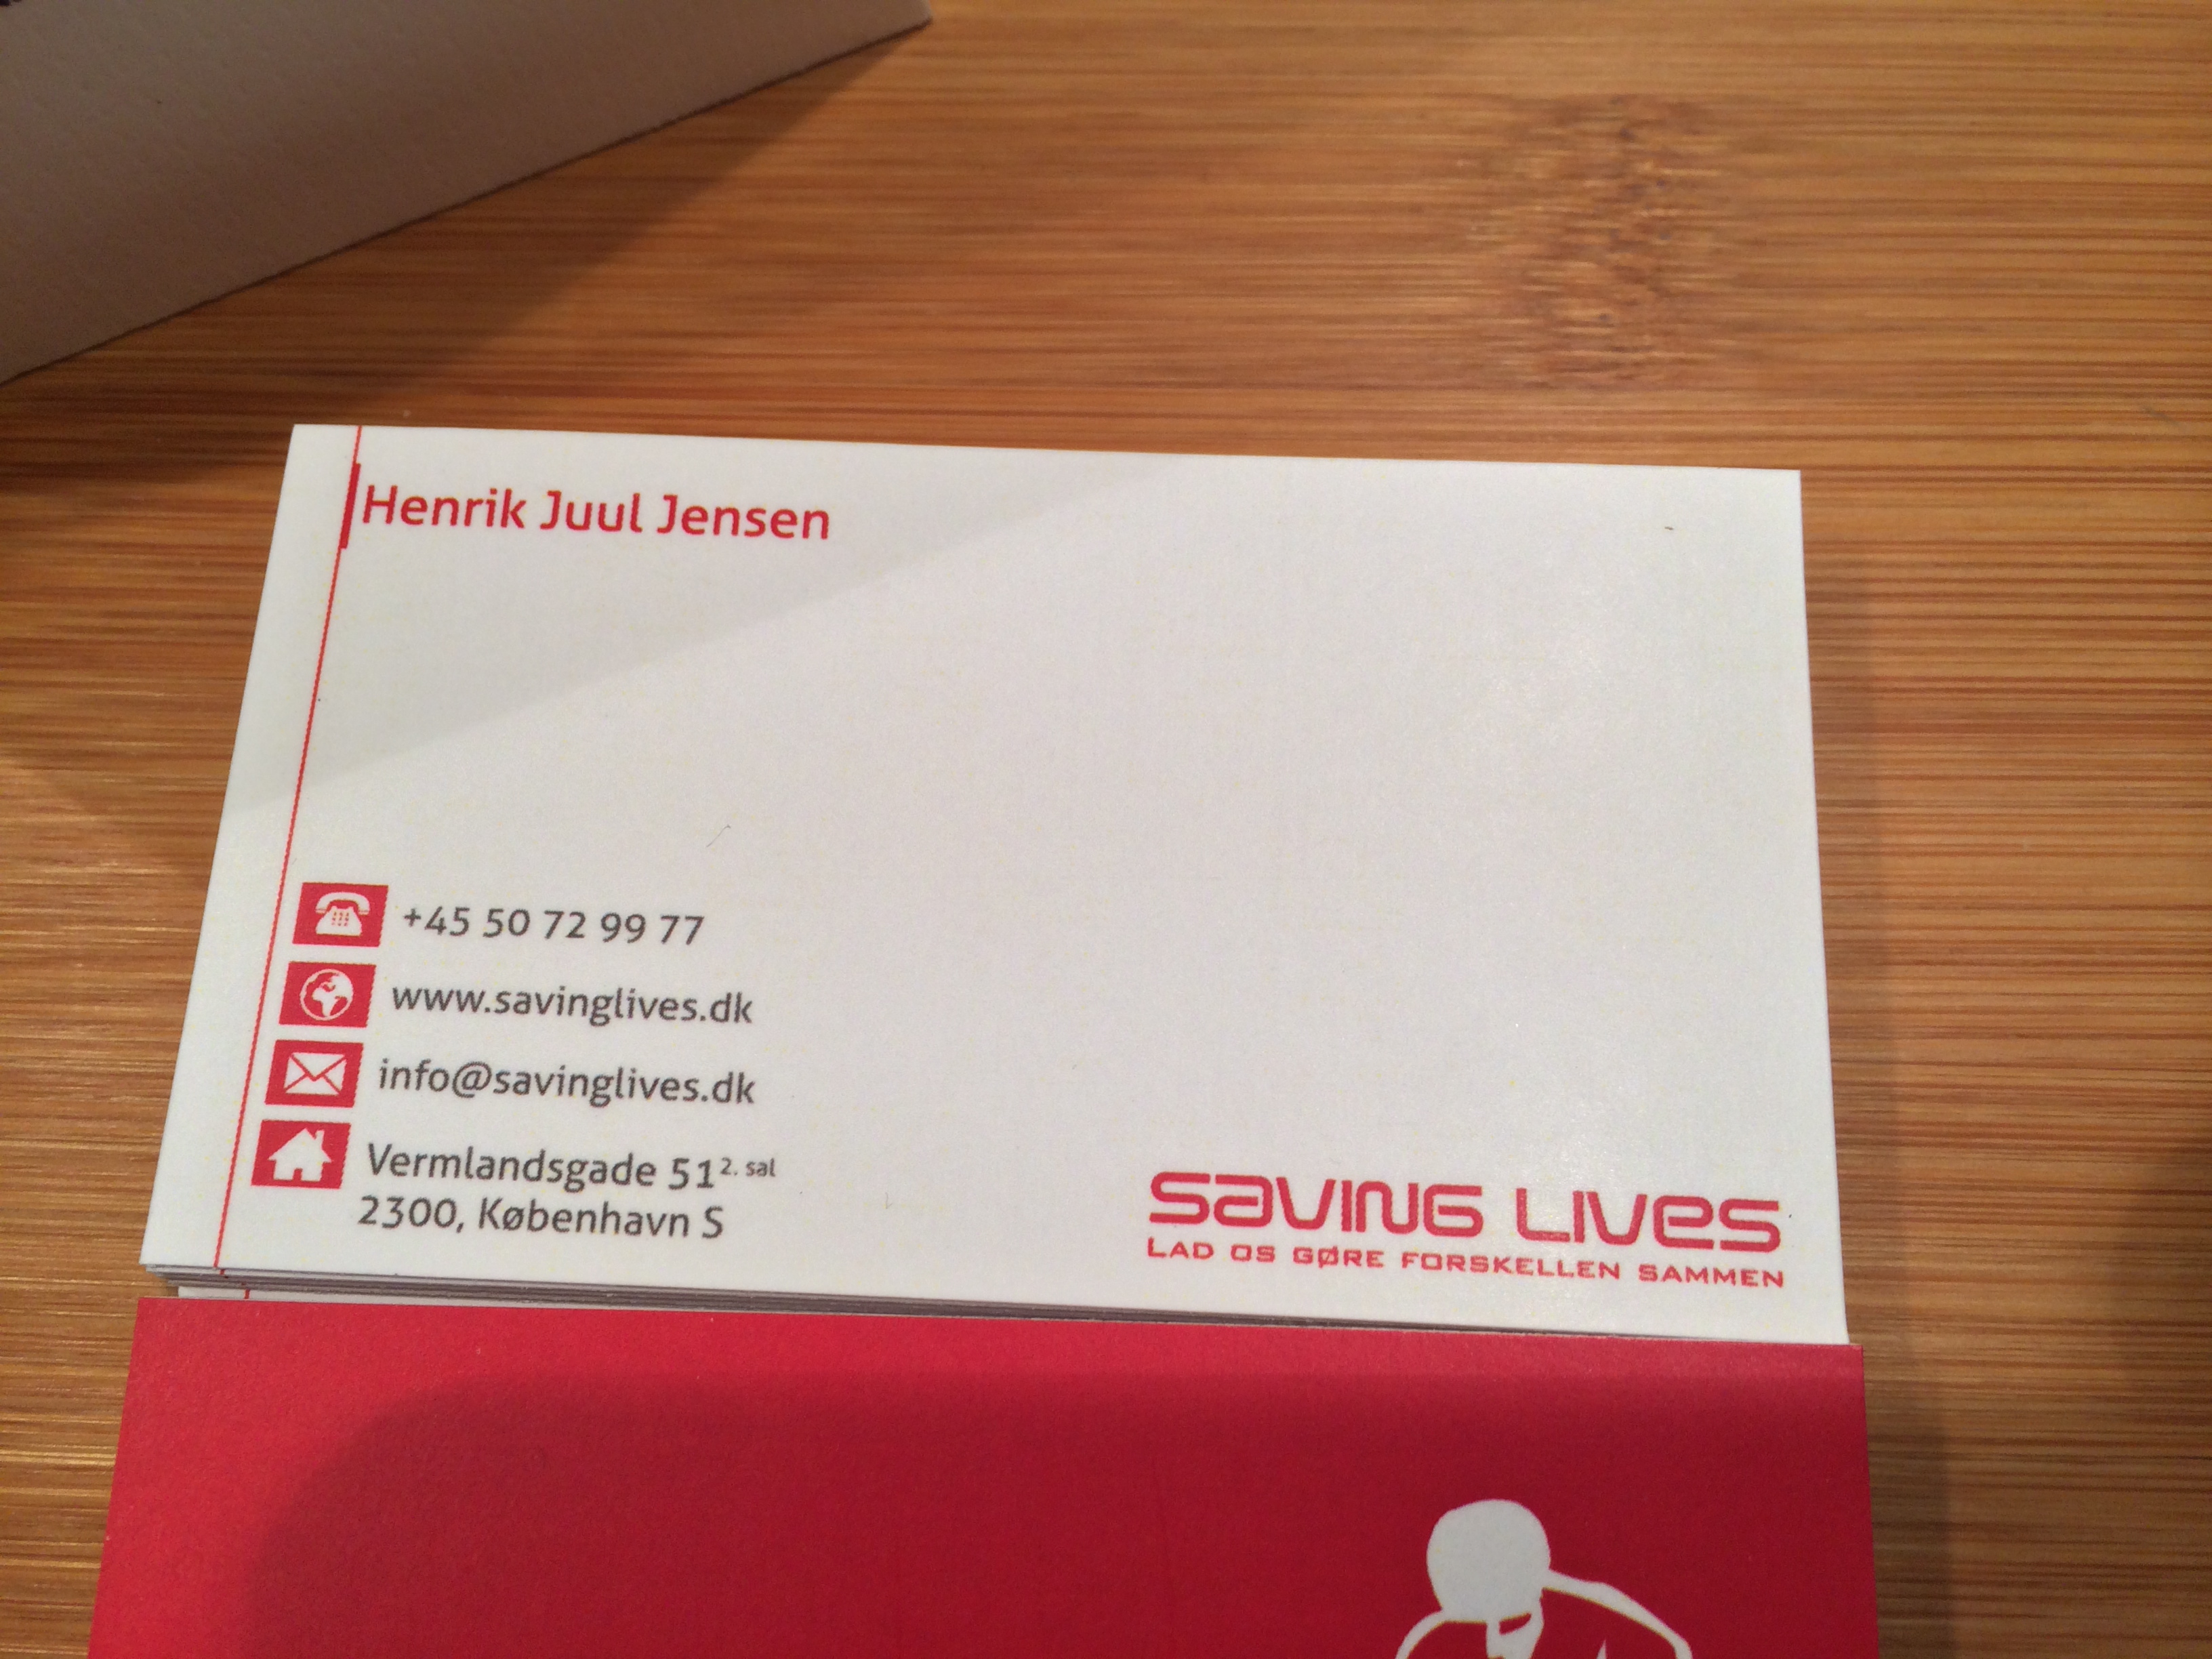 Henrik Juul Jensen
+45 50 72 99 77
www.savinglives.dk
info@savinglives.dk
Vermlandsgade 51 2. sal
2300, København S
SAVING LIVES
LAD OS GØRE FORSKELLEN SAMMEN